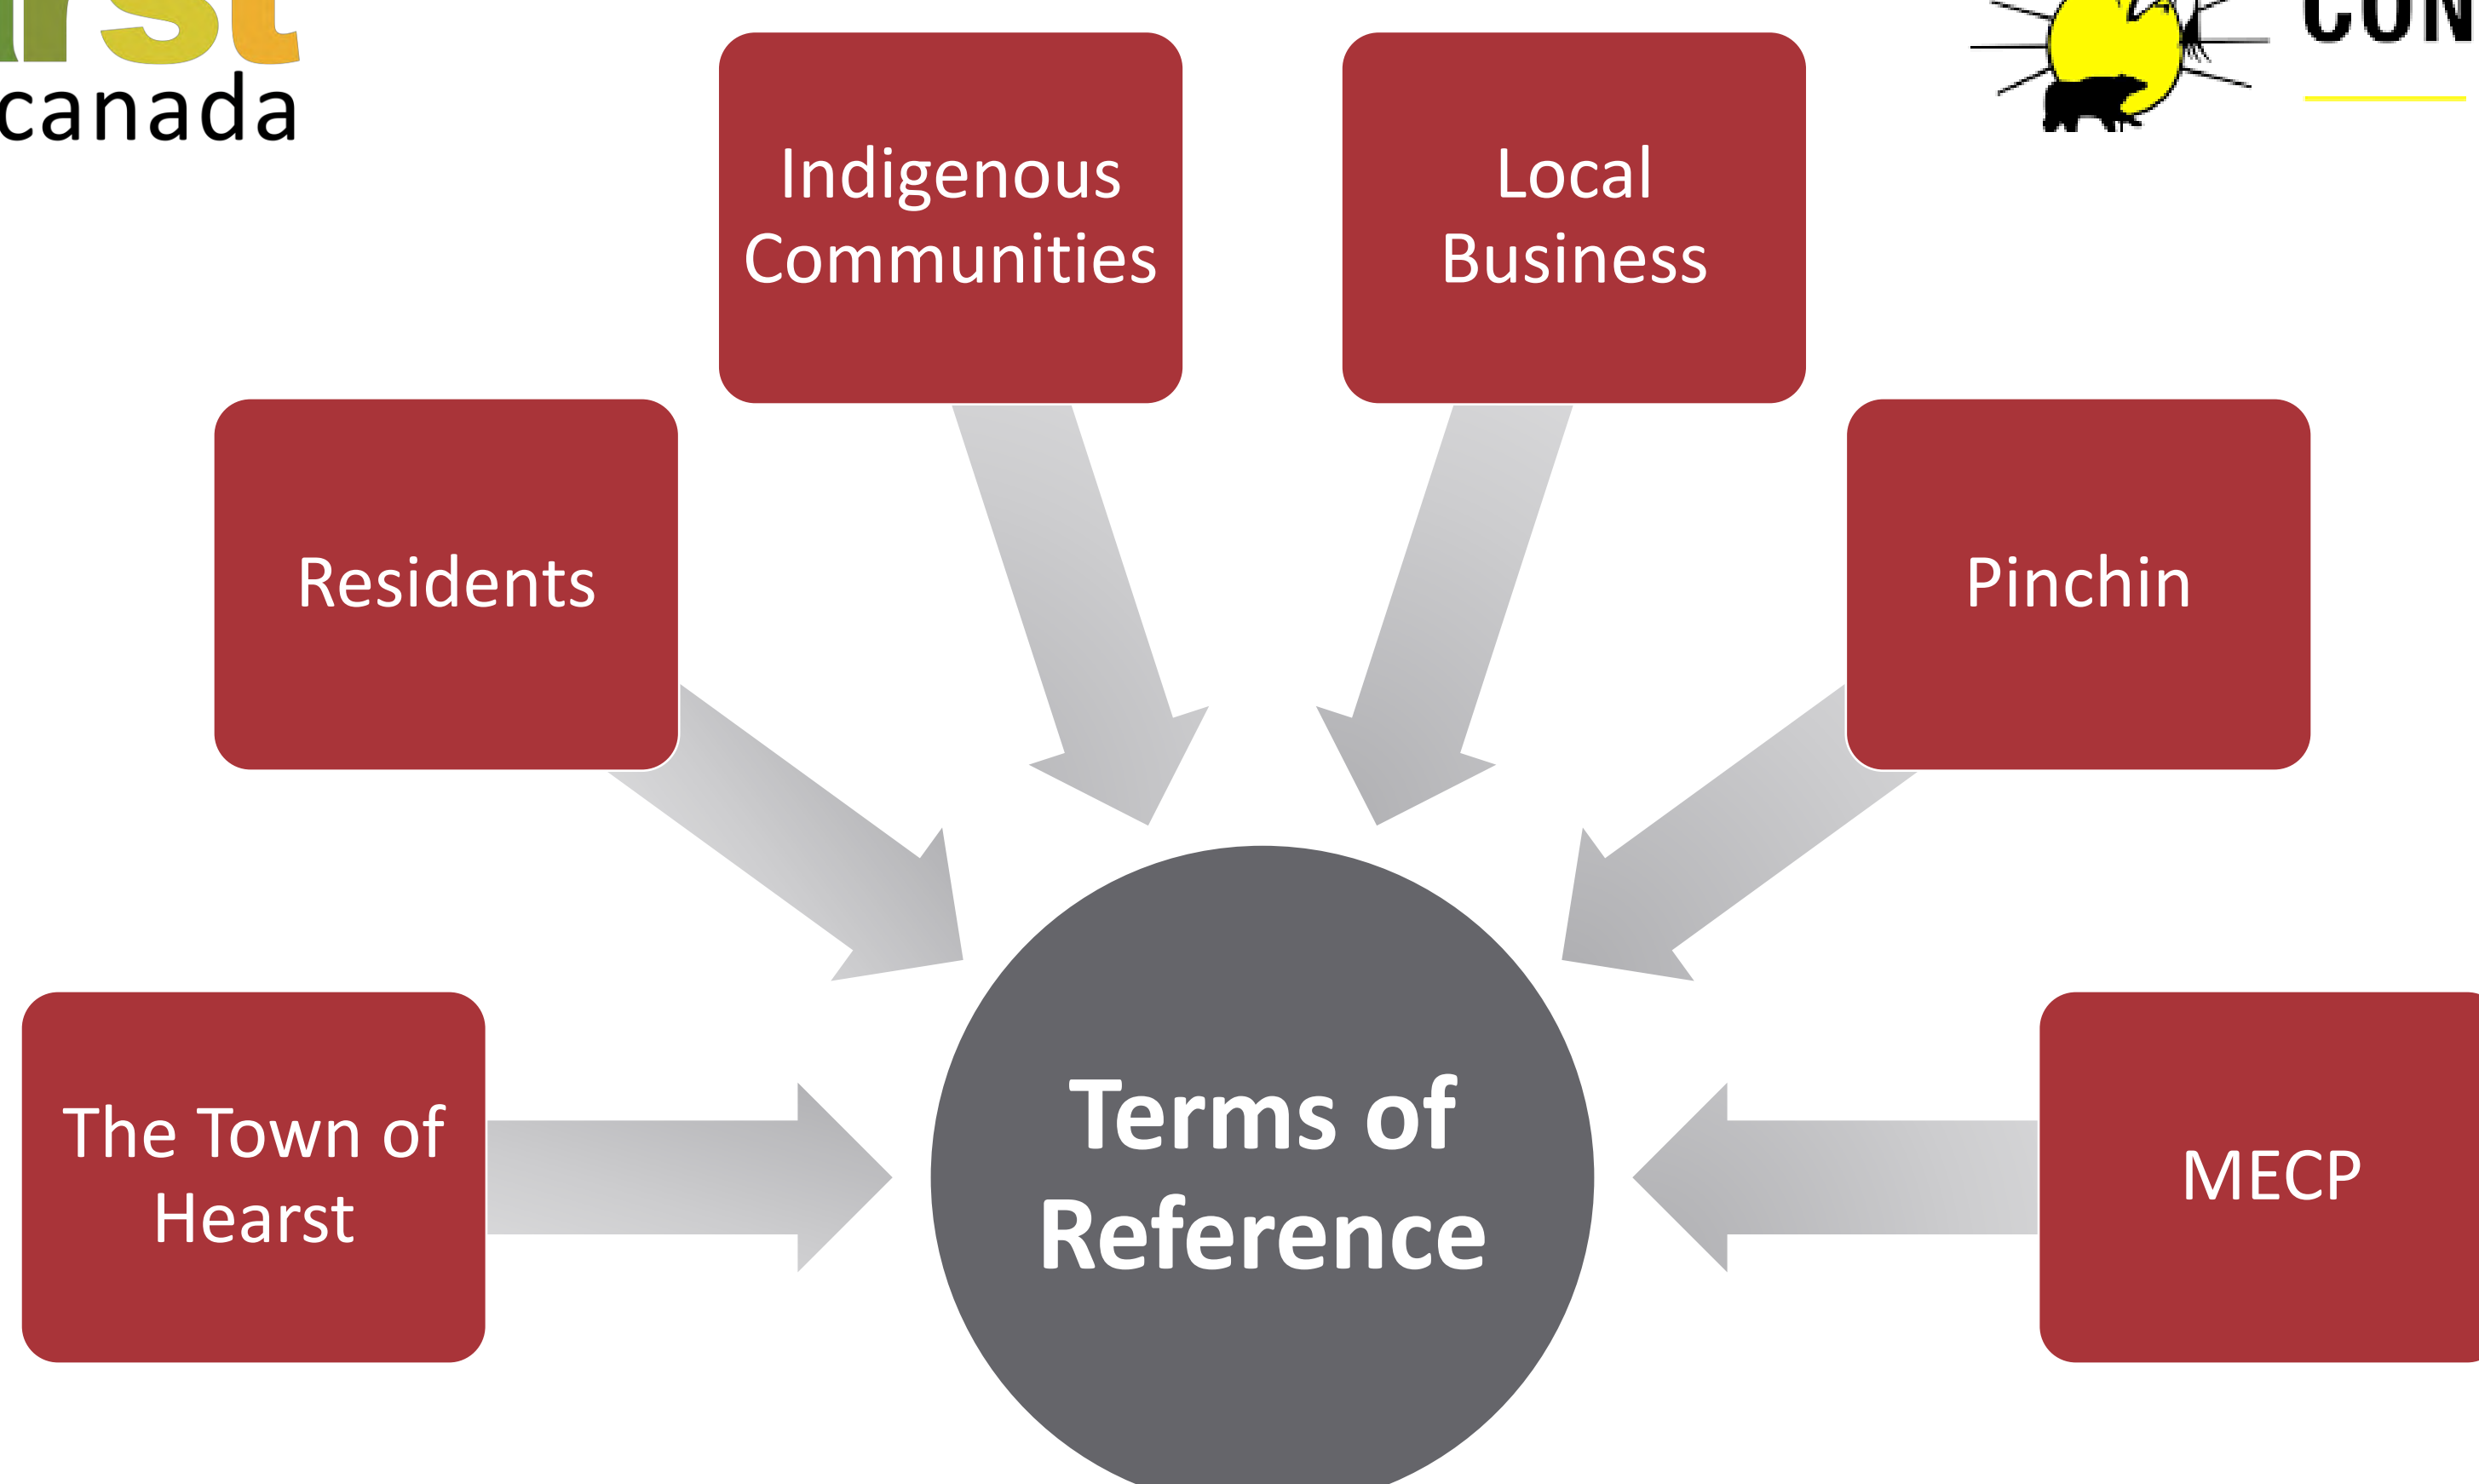 canada
Indigenous
Communities
Local
Business
Residents
Pinchin
The Town of
Hearst
Terms of
Reference
MECP